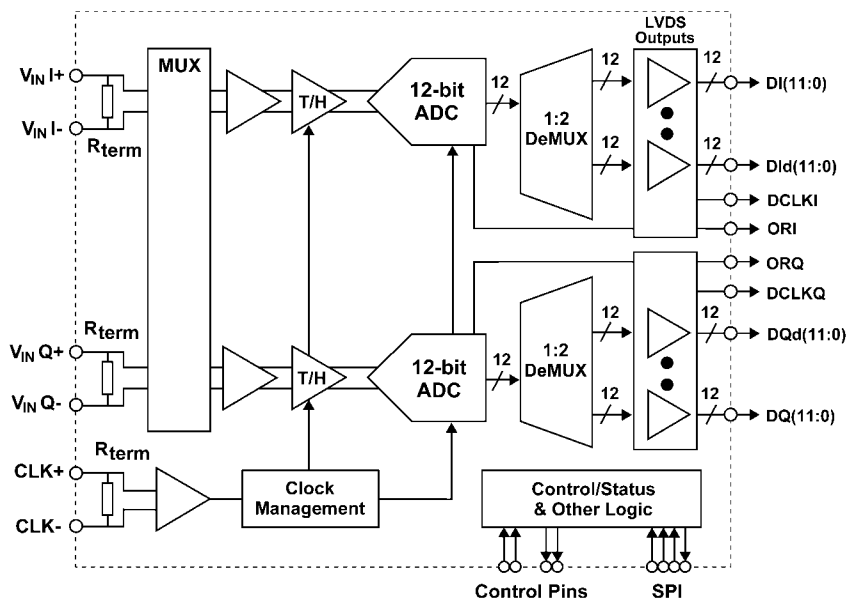 LVDS
Outputs
V_IN I+
V_IN I-
R_term
MUX
T/H
12-bit
ADC
12
1:2
DeMUX
12
12
12
12
DI(11:0)
DId(11:0)
DCLKI
ORI
ORQ
DCLKQ
R_term
V_IN Q+
V_IN Q-
T/H
12-bit
ADC
12
1:2
DeMUX
12
12
12
12
DQd(11:0)
DQ(11:0)
R_term
CLK+
CLK-
Clock
Management
Control/Status
& Other Logic
Control Pins
SPI